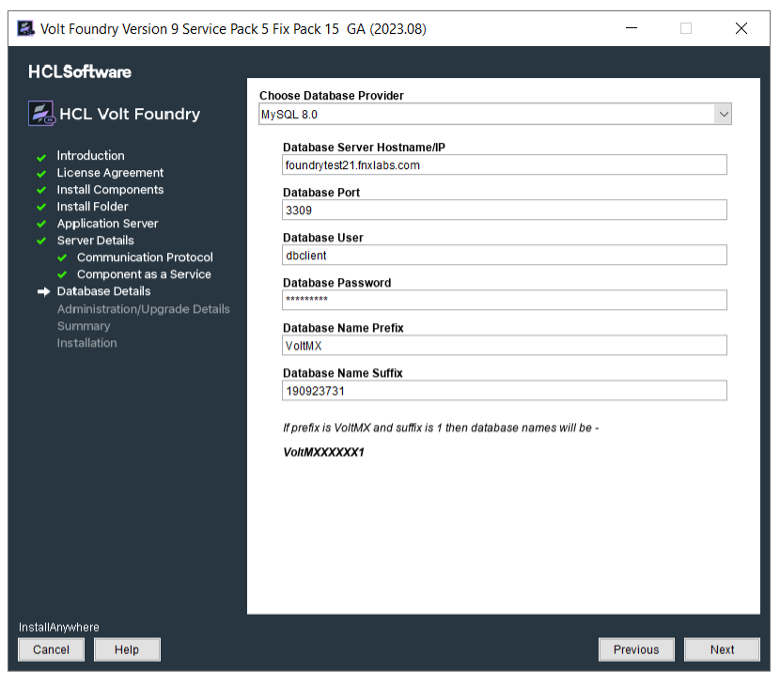 Volt Foundry Version 9 Service Pack 5 Fix Pack 15 GA (2023.08)
HCLSoftware
HCL Volt Foundry
Introduction
License Agreement
Install Components
Install Folder
Application Server
Server Details
Communication Protocol
Component as a Service
Database Details
Administration/Upgrade Details
Summary
Installation
Choose Database Provider
MySQL 8.0
Database Server Hostname/IP
foundrytest21.fnxlabs.com
Database Port
3309
Database User
dbclient
Database Password
*********
Database Name Prefix
VoltMX
Database Name Suffix
190923731
If prefix is VoltMX and suffix is 1 then database names will be -
VoltMXXXXXX1
InstallAnywhere
Cancel
Help
Previous
Next